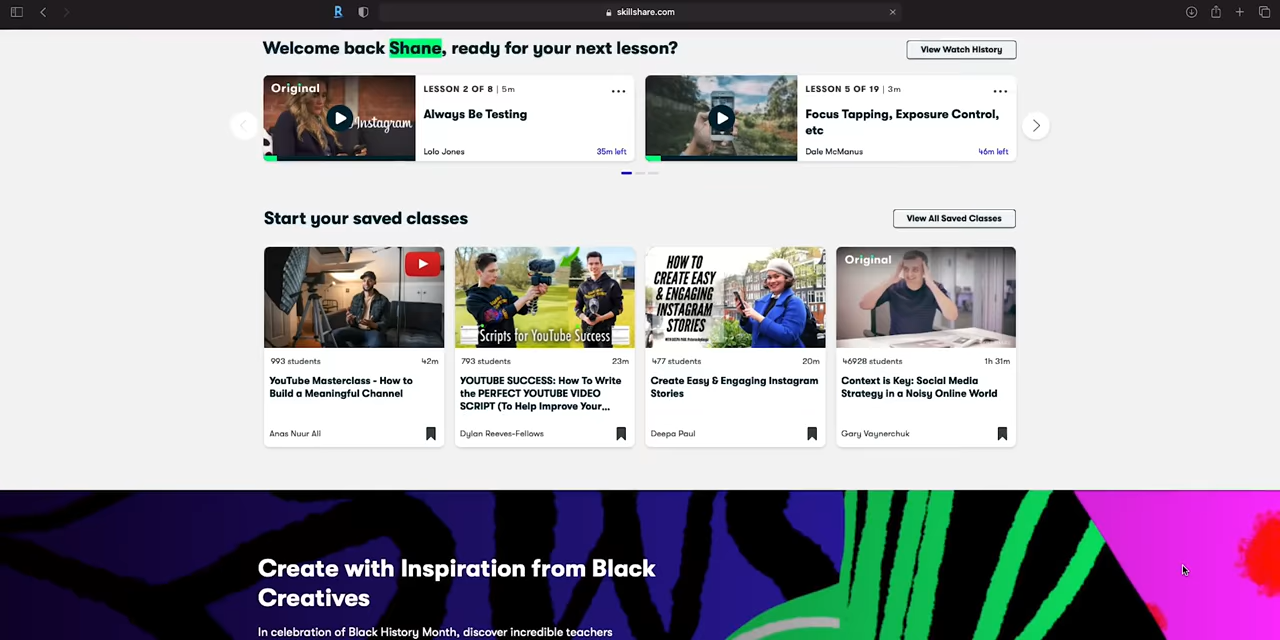 skillshare.com
Welcome back Shane, ready for your next lesson?
View Watch History
Original
Instagram
LESSON 2 OF 8 | 5m
Always Be Testing
Lolo Jones
35m left
LESSON 5 OF 19 | 3m
Focus Tapping, Exposure Control,
etc
Dale McManus
46m left
Start your saved classes
View All Saved Classes
Scripts for YouTube Success
HOW TO
CREATE EASY
& ENGAGING
INSTAGRAM
STORIES
Original
993 students
42m
YouTube Masterclass - How to
Build a Meaningful Channel
Anas Nuur Ali
793 students
23m
YOUTUBE SUCCESS: How To Write
the PERFECT YOUTUBE VIDEO
SCRIPT (To Help Improve Your...
Dylan Reeves-Fellows
477 students
20m
Create Easy & Engaging Instagram
Stories
Deepa Paul
46928 students
1h 31m
Context is Key: Social Media
Strategy in a Noisy Online World
Gary Vaynerchuk
Create with Inspiration from Black
Creatives
In celebration of Black History Month, discover incredible teachers